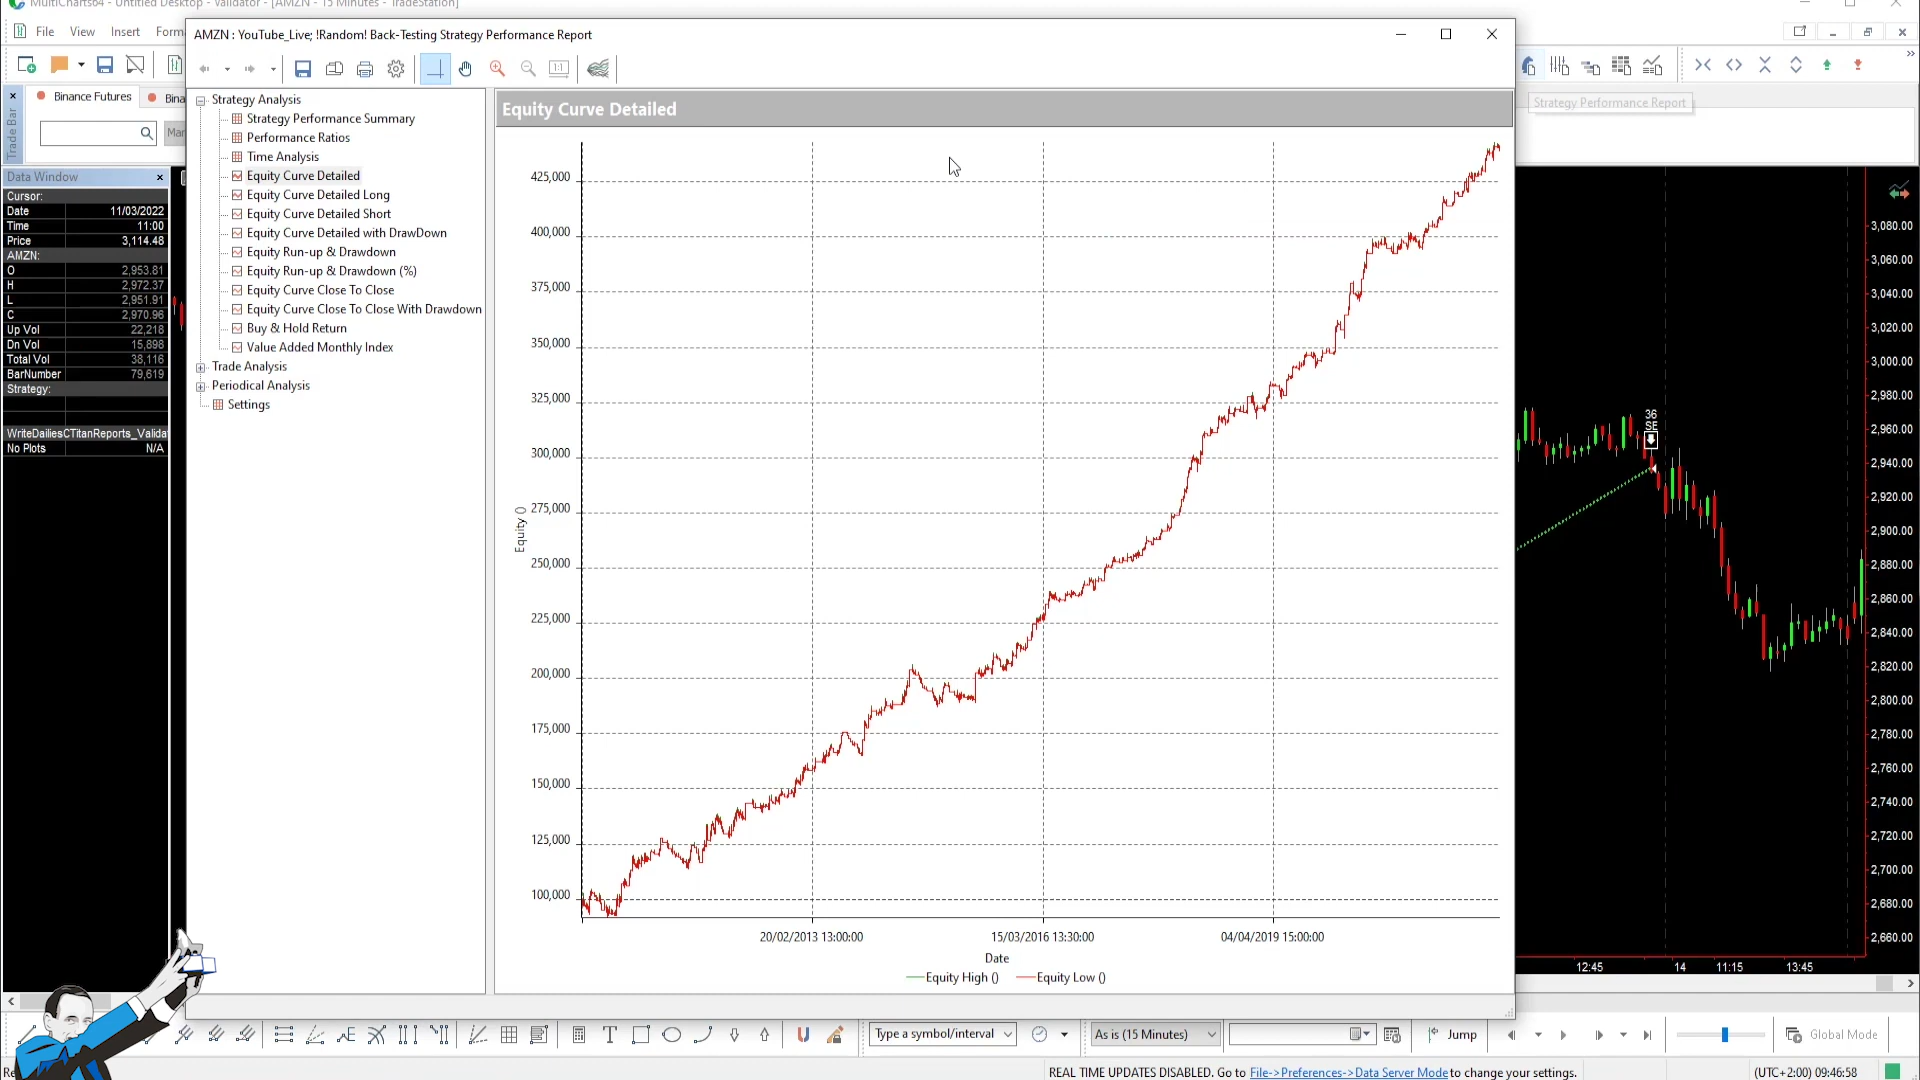 MultiCharts64 - Untitled Desktop - Validator - [AMZN - 15 Minutes - TradeStation]
File View Insert Form
AMZN : YouTube_Live; !Random! Back-Testing Strategy Performance Report
Binance Futures
Bina
Strategy Performance Report
Trade Bar
Mar
Data Window
Cursor:
Date 11/03/2022
Time 11:00
Price 3,114.48
AMZN:
O 2,953.81
H 2,972.37
L 2,951.91
C 2,970.96
Up Vol 22,218
Dn Vol 15,898
Total Vol 38,116
BarNumber 79,619
Strategy:
WriteDailiesCTitanReports_Valida
No Plots N/A
Strategy Analysis
Strategy Performance Summary
Performance Ratios
Time Analysis
Equity Curve Detailed
Equity Curve Detailed Long
Equity Curve Detailed Short
Equity Curve Detailed with DrawDown
Equity Run-up & Drawdown
Equity Run-up & Drawdown (%)
Equity Curve Close To Close
Equity Curve Close To Close With Drawdown
Buy & Hold Return
Value Added Monthly Index
Trade Analysis
Periodical Analysis
Settings
Equity Curve Detailed
425,000
400,000
375,000
350,000
325,000
300,000
275,000
250,000
225,000
200,000
175,000
150,000
125,000
100,000
Equity ()
20/02/2013 13:00:00
15/03/2016 13:30:00
04/04/2019 15:00:00
Date
Equity High () Equity Low ()
36
SE
3,080.00
3,060.00
3,040.00
3,020.00
3,000.00
2,980.00
2,960.00
2,940.00
2,920.00
2,900.00
2,880.00
2,860.00
2,840.00
2,820.00
2,800.00
2,780.00
2,760.00
2,740.00
2,720.00
2,700.00
2,680.00
2,660.00
12:45 14 11:15 13:45
Type a symbol/interval
As is (15 Minutes)
Jump
Global Mode
Re
REAL TIME UPDATES DISABLED. Go to File->Preferences->Data Server Mode to change your settings.
(UTC+2:00) 09:46:58